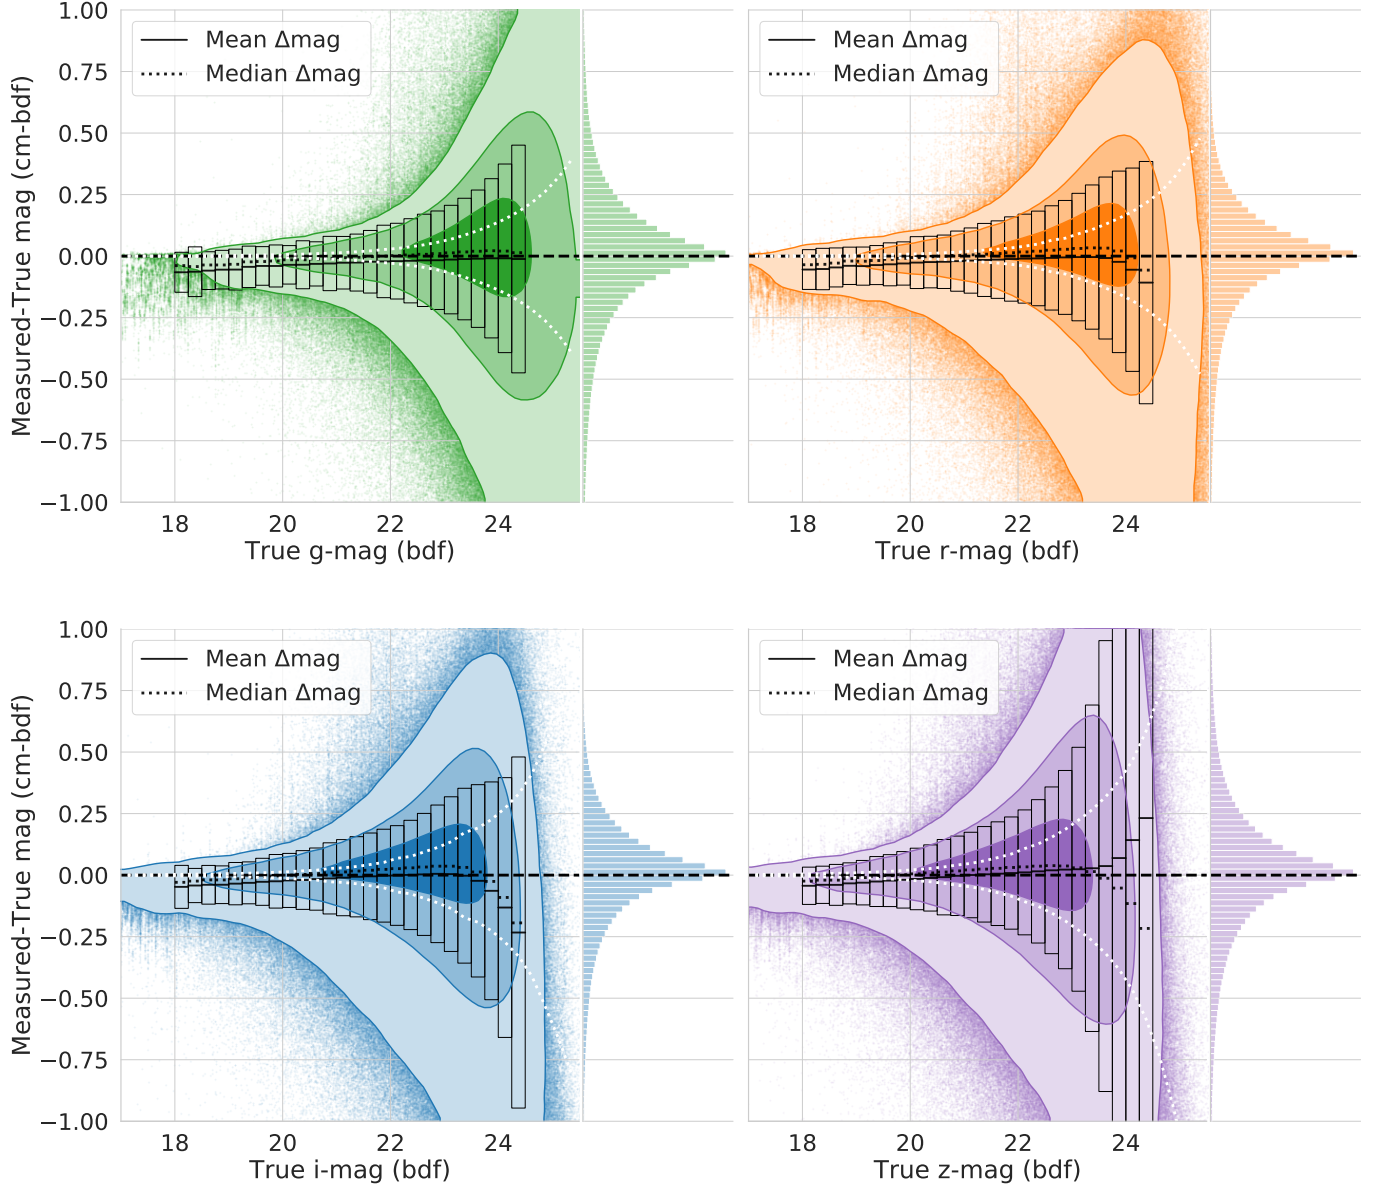 Measured-True mag (cm-bdf)
1.00
0.75
0.50
0.25
0.00
−0.25
−0.50
−0.75
−1.00
Mean Δmag
Median Δmag
18 20 22 24
True g-mag (bdf)
Mean Δmag
Median Δmag
18 20 22 24
True r-mag (bdf)
Measured-True mag (cm-bdf)
1.00
0.75
0.50
0.25
0.00
−0.25
−0.50
−0.75
−1.00
Mean Δmag
Median Δmag
18 20 22 24
True i-mag (bdf)
Mean Δmag
Median Δmag
18 20 22 24
True z-mag (bdf)